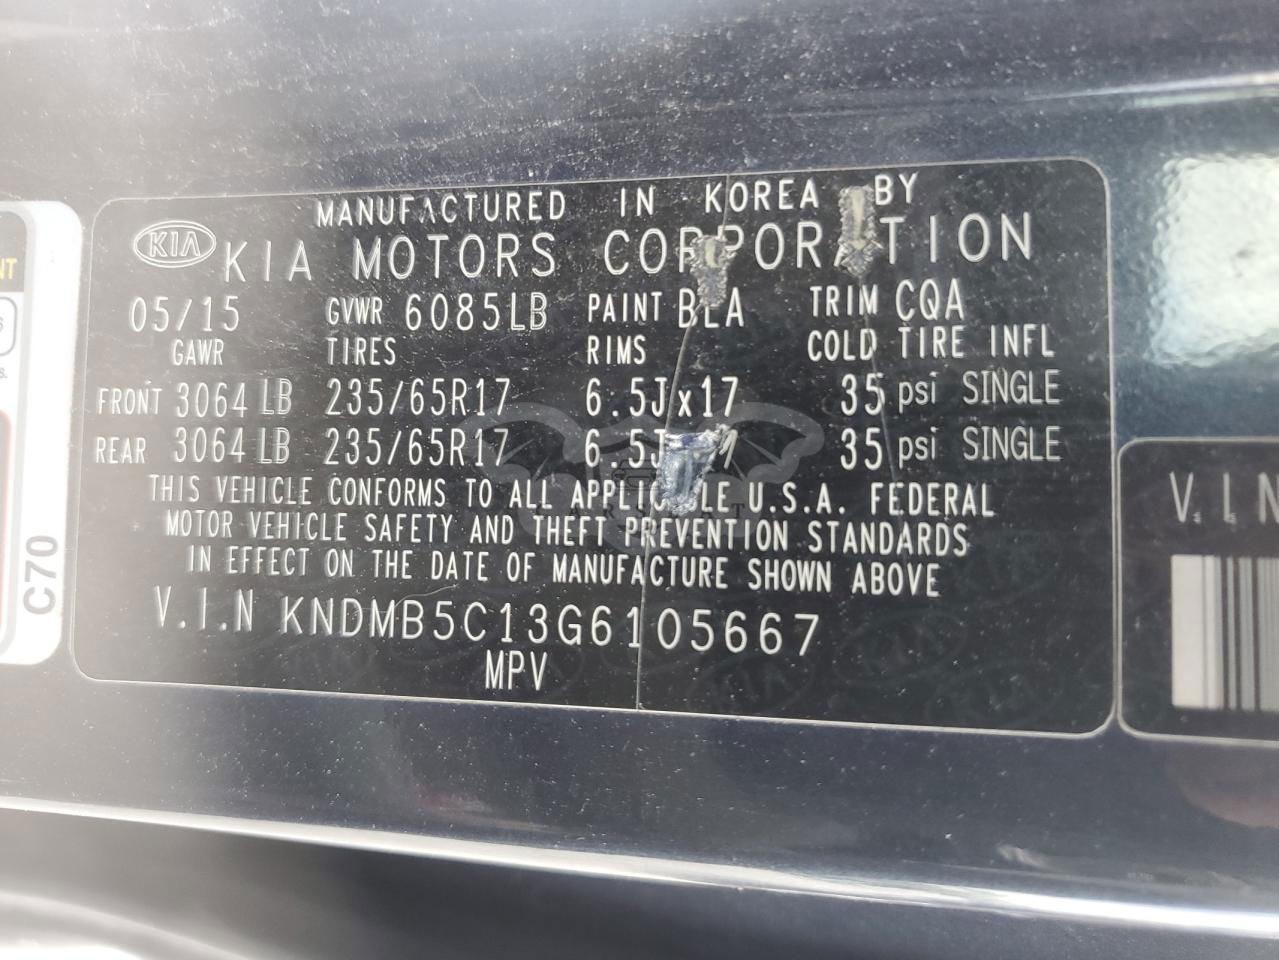 MANUFACTURED IN KOREA BY
KIA KIA MOTORS CORPORATION
05/15 GVWR 6085LB PAINT BLA TRIM CQA
GAWR TIRES RIMS COLD TIRE INFL
FRONT 3064 LB 235/65R17 6.5Jx17 35 psi SINGLE
REAR 3064 LB 235/65R17 35 psi SINGLE
THIS VEHICLE CONFORMS TO ALL APPLICABLE U.S.A. FEDERAL
MOTOR VEHICLE SAFETY AND THEFT PREVENTION STANDARDS
IN EFFECT ON THE DATE OF MANUFACTURE SHOWN ABOVE
V.I.N KNDMB5C13G6105667
MPV
C70
V.I.N